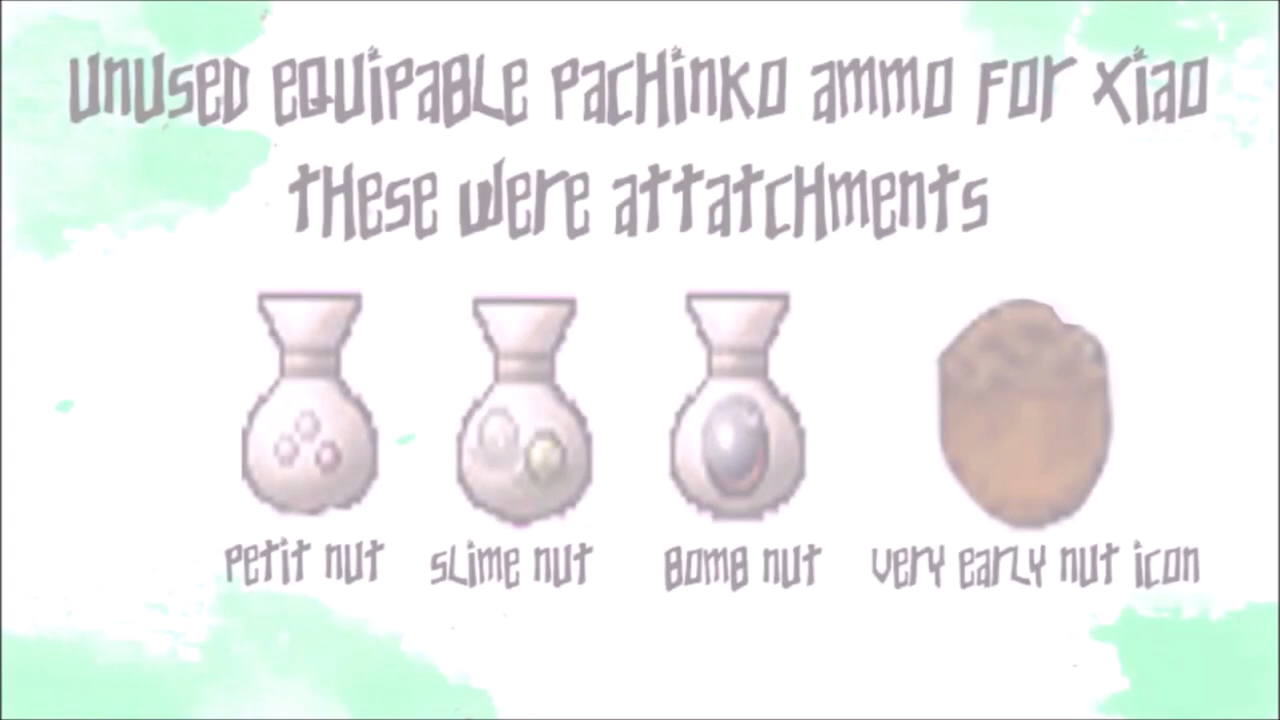 unused equipable pachinko ammo for xiao
these were attatchments
petit nut slime nut bomb nut very early nut icon